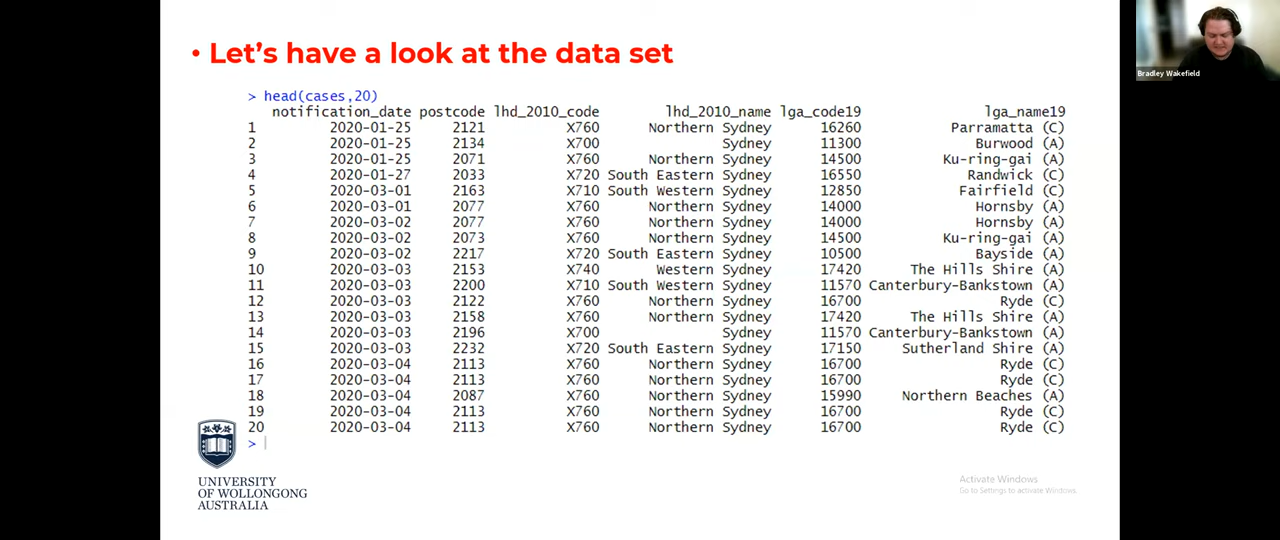 • Let's have a look at the data set
> head(cases,20)
notification_date postcode lhd_2010_code lhd_2010_name lga_code19 lga_name19
1 2020-01-25 2121 X760 Northern Sydney 16260 Parramatta (C)
2 2020-01-25 2134 X700 Sydney 11300 Burwood (A)
3 2020-01-25 2071 X760 Northern Sydney 14500 Ku-ring-gai (A)
4 2020-01-27 2033 X720 South Eastern Sydney 16550 Randwick (C)
5 2020-03-01 2163 X710 South Western Sydney 12850 Fairfield (C)
6 2020-03-01 2077 X760 Northern Sydney 14000 Hornsby (A)
7 2020-03-02 2077 X760 Northern Sydney 14000 Hornsby (A)
8 2020-03-02 2073 X760 Northern Sydney 14500 Ku-ring-gai (A)
9 2020-03-02 2217 X720 South Eastern Sydney 10500 Bayside (A)
10 2020-03-03 2153 X740 Western Sydney 17420 The Hills Shire (A)
11 2020-03-03 2200 X710 South Western Sydney 11570 Canterbury-Bankstown (A)
12 2020-03-03 2122 X760 Northern Sydney 16700 Ryde (C)
13 2020-03-03 2158 X760 Northern Sydney 17420 The Hills Shire (A)
14 2020-03-03 2196 X700 Sydney 11570 Canterbury-Bankstown (A)
15 2020-03-03 2232 X720 South Eastern Sydney 17150 Sutherland Shire (A)
16 2020-03-04 2113 X760 Northern Sydney 16700 Ryde (C)
17 2020-03-04 2113 X760 Northern Sydney 16700 Ryde (C)
18 2020-03-04 2087 X760 Northern Sydney 15990 Northern Beaches (A)
19 2020-03-04 2113 X760 Northern Sydney 16700 Ryde (C)
20 2020-03-04 2113 X760 Northern Sydney 16700 Ryde (C)
>
UNIVERSITY
OF WOLLONGONG
AUSTRALIA
Activate Windows
Go to Settings to activate Windows.
Bradley Wakefield